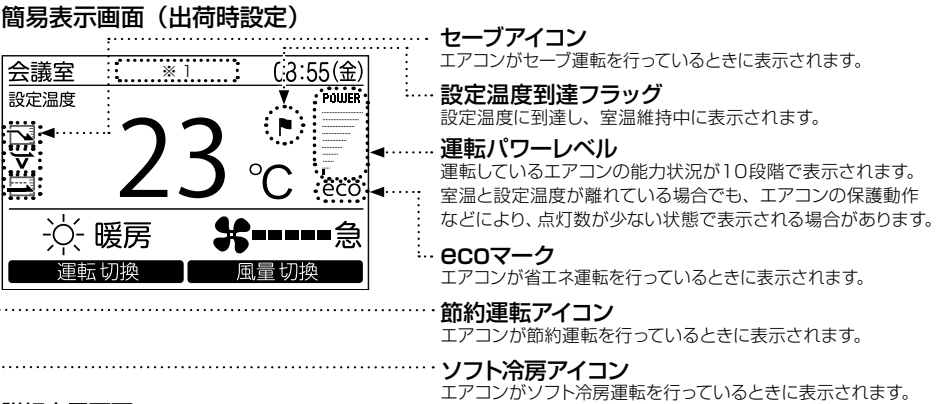 簡易表示画面（出荷時設定）
会議室 ※1 08:55(金)
設定温度
POWER
23 ℃
eco
暖房 急
運転切換 風量切換
セーブアイコン
エアコンがセーブ運転を行っているときに表示されます。
設定温度到達フラッグ
設定温度に到達し、室温維持中に表示されます。
運転パワーレベル
運転しているエアコンの能力状況が10段階で表示されます。
室温と設定温度が離れている場合でも、エアコンの保護動作
などにより、点灯数が少ない状態で表示される場合があります。
ecoマーク
エアコンが省エネ運転を行っているときに表示されます。
節約運転アイコン
エアコンが節約運転を行っているときに表示されます。
ソフト冷房アイコン
エアコンがソフト冷房運転を行っているときに表示されます。